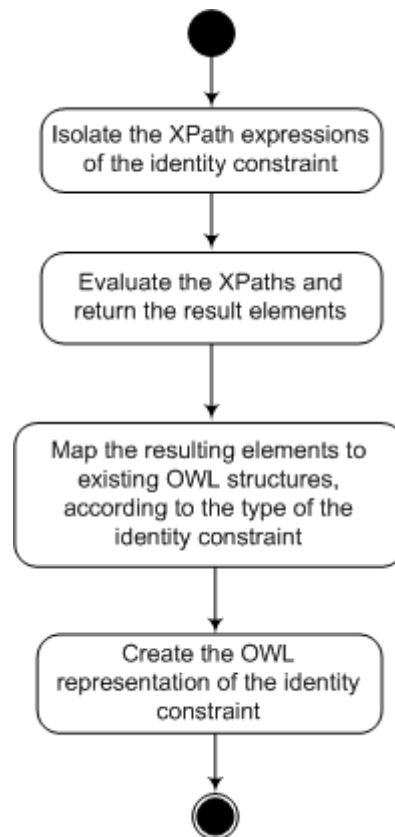 Isolate the XPath expressions
of the identity constraint
Evaluate the XPaths and
return the result elements
Map the resulting elements to
existing OWL structures,
according to the type of the
identity constraint
Create the OWL
representation of the identity
constraint